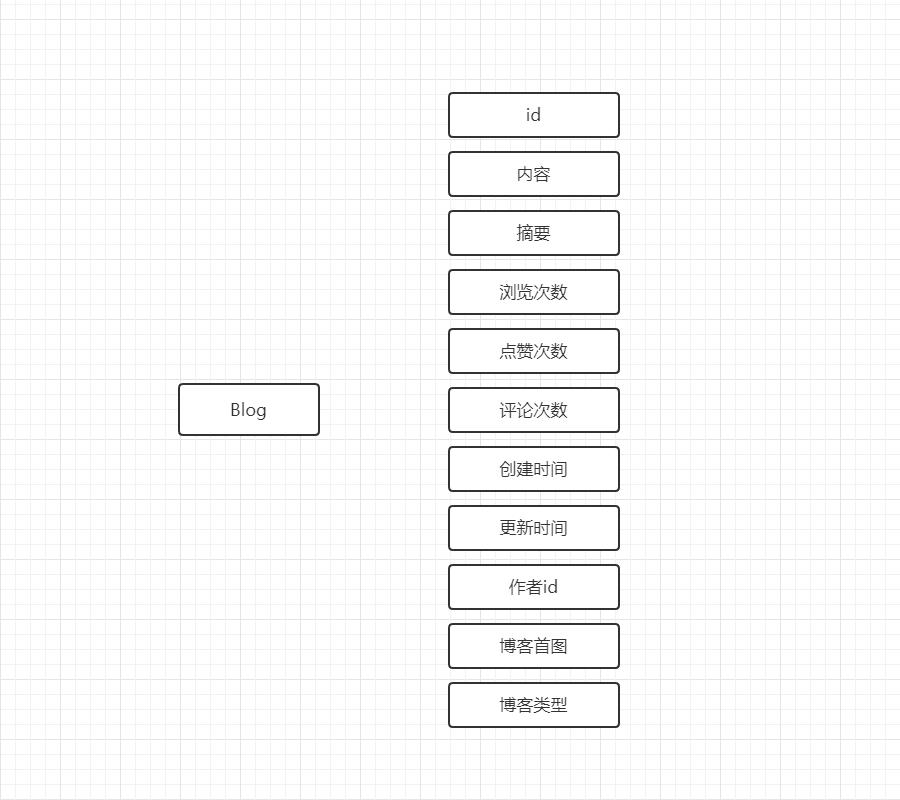 Blog
id
内容
摘要
浏览次数
点赞次数
评论次数
创建时间
更新时间
作者id
博客首图
博客类型